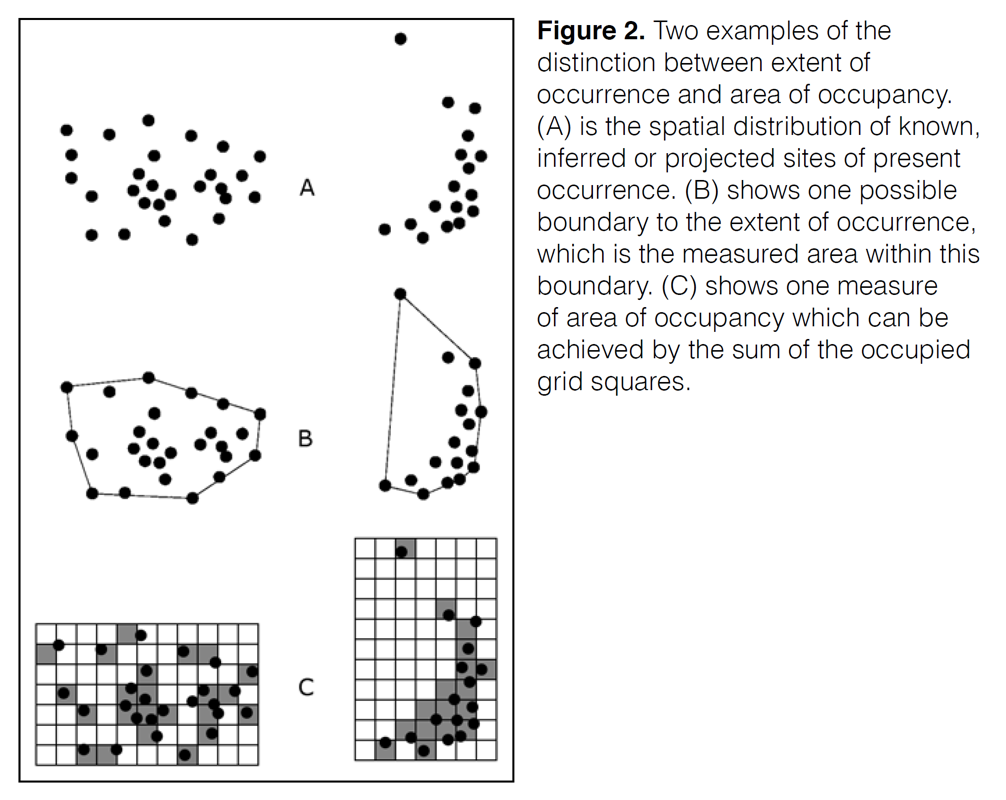 Figure 2. Two examples of the
distinction between extent of
occurrence and area of occupancy.
(A) is the spatial distribution of known,
inferred or projected sites of present
occurrence. (B) shows one possible
boundary to the extent of occurrence,
which is the measured area within this
boundary. (C) shows one measure
of area of occupancy which can be
achieved by the sum of the occupied
grid squares.
A
B
C